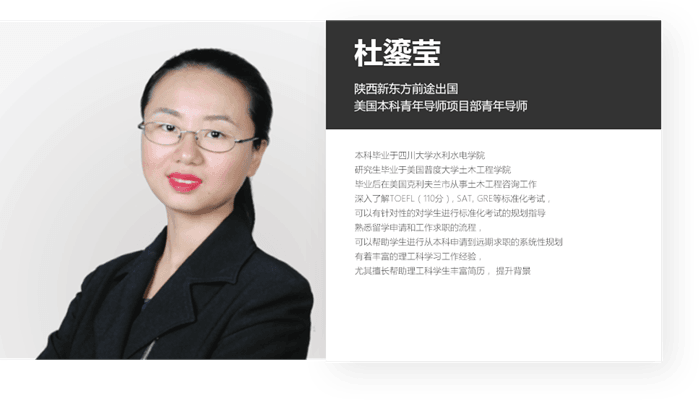 杜鎏莹
陕西新东方前途出国
美国本科青年导师项目部青年导师
本科毕业于四川大学水利水电学院
研究生毕业于美国普度大学土木工程学院
毕业后在美国克利夫兰市从事土木工程咨询工作
深入了解TOEFL（110分）, SAT, GRE等标准化考试，
可以有针对性的对学生进行标准化考试的规划指导
熟悉留学申请和工作求职的流程，
可以帮助学生进行从本科申请到远期求职的系统性规划
有着丰富的理工科学习工作经验，
尤其擅长帮助理工科学生丰富简历， 提升背景